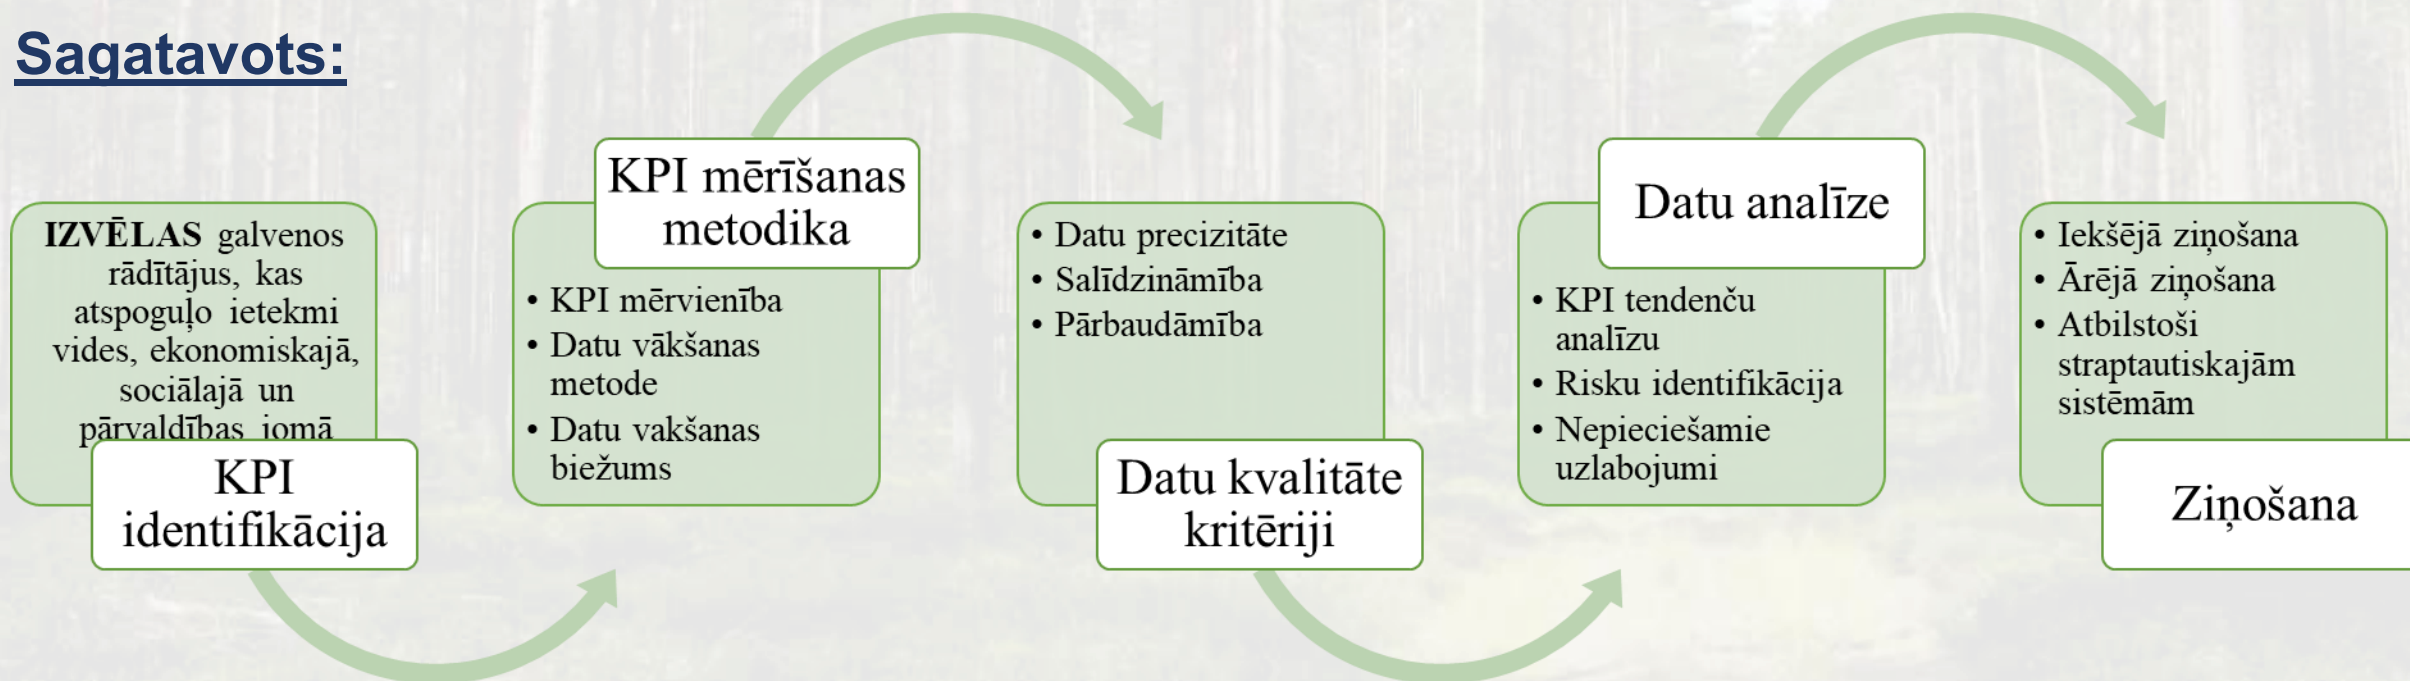 Sagatavots:
IZVĒLAS galvenos
rādītājus, kas
atspoguļo ietekmi
vides, ekonomiskajā,
sociālajā un
pārvaldības jomā
KPI
identifikācija
KPI mērīšanas
metodika
• KPI mērvienība
• Datu vākšanas
metode
• Datu vakšanas
biežums
• Datu precizitāte
• Salīdzināmība
• Pārbaudāmība
Datu kvalitāte
kritēriji
Datu analīze
• KPI tendenču
analīzu
• Risku identifikācija
• Nepieciešamie
uzlabojumi
• Iekšējā ziņošana
• Ārējā ziņošana
• Atbilstoši
straptautiskajām
sistēmām
Ziņošana